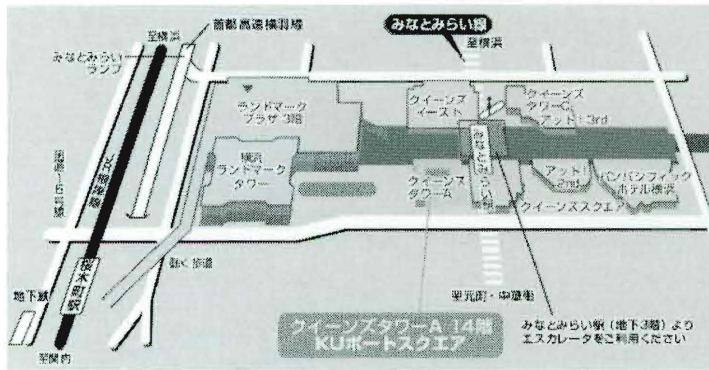 みなとみらい線
至横浜
至横浜
首都高速横羽線
みなとみらい
ランプ
ランドマーク
プラザ 3階
クイーンズ
イースト
クイーンズ
タワーC
アット!3rd
国道16号線
JR根岸線
横浜
ランドマーク
タワー
みなとみらい駅
クイーンズ
タワーA
アット!
2nd
パンパシフィック
ホテル横浜
クイーンズスクエア
動く歩道
桜木町駅
地下鉄
至関内
至元町・中華街
クイーンズタワーA 14階
KUポートスクエア
みなとみらい駅(地下3階)より
エスカレータをご利用ください